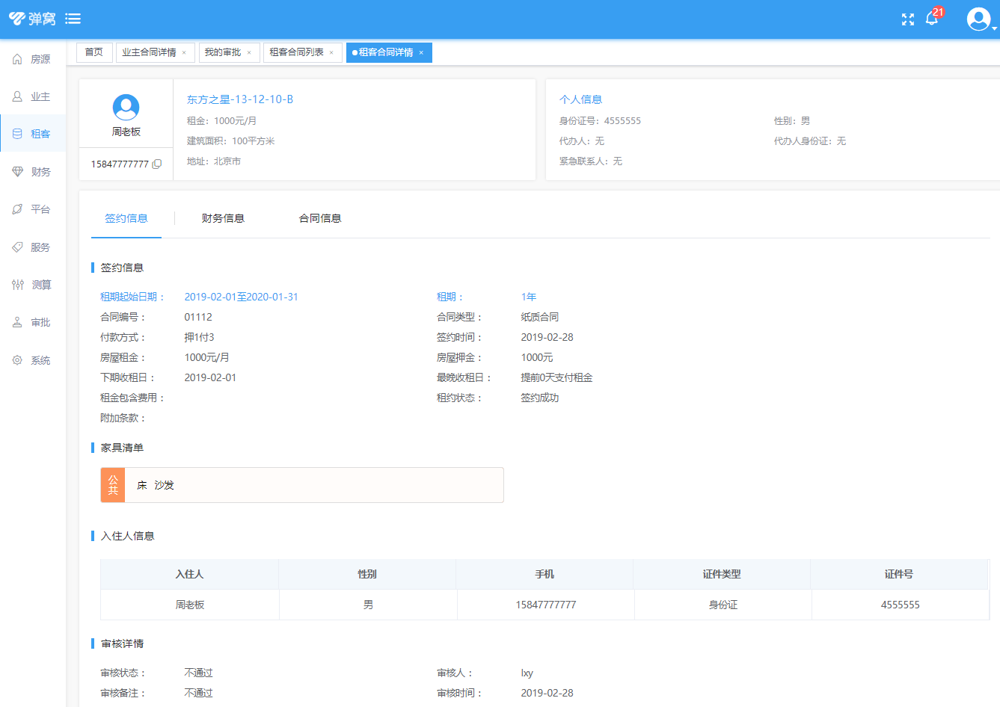 弹窝
21
房源
业主
租客
财务
平台
服务
测算
审批
系统
首页 业主合同详情 × 我的审批 × 租客合同列表 × 租客合同详情 ×
周老板
15847777777
东方之星-13-12-10-B
租金：1000元/月
建筑面积：100平方米
地址：北京市
个人信息
身份证号：4555555 性别：男
代办人：无 代办人身份证：无
紧急联系人：无
签约信息 财务信息 合同信息
签约信息
租期起始日期： 2019-02-01至2020-01-31 租期： 1年
合同编号： 01112 合同类型： 纸质合同
付款方式： 押1付3 签约时间： 2019-02-28
房屋租金： 1000元/月 房屋押金： 1000元
下期收租日： 2019-02-01 最晚收租日： 提前0天支付租金
租金包含费用： 租约状态： 签约成功
附加条款：
家具清单
公共 床 沙发
入住人信息
入住人 性别 手机 证件类型 证件号
周老板 男 15847777777 身份证 4555555
审核详情
审核状态： 不通过 审核人： lxy
审核备注： 不通过 审核时间： 2019-02-28